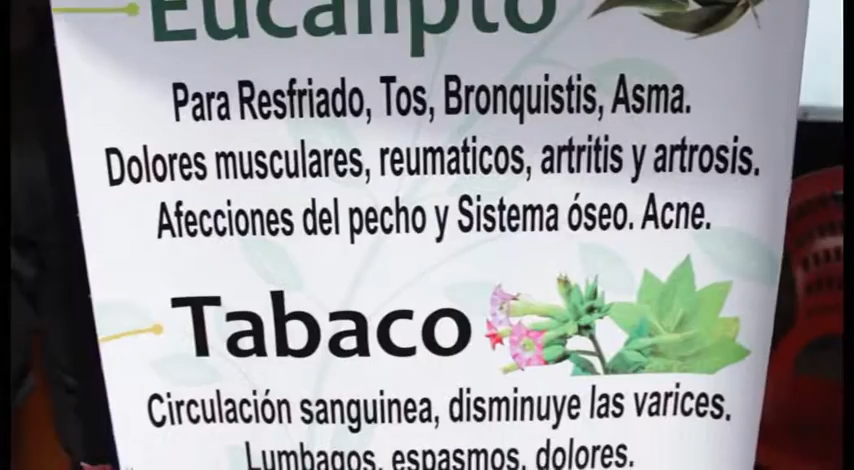 Eucalipto
Para Resfriado, Tos, Bronquistis, Asma.
Dolores musculares, reumaticos, artritis y artrosis.
Afecciones del pecho y Sistema óseo. Acne.
Tabaco
Circulación sanguinea, disminuye las varices.
Lumbagos, espasmos, dolores.